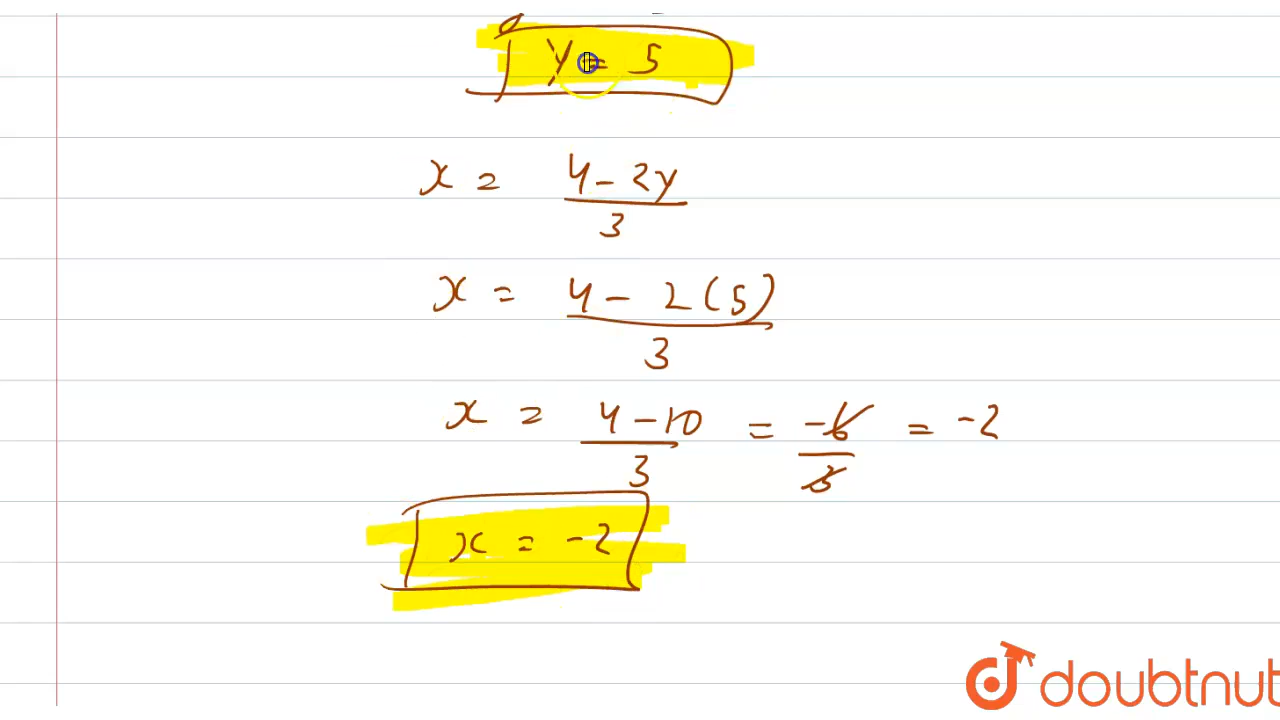 y = 5
x = 4 - 2y / 3
x = 4 - 2(5) / 3
x = 4 - 10 / 3 = -6 / 3 = -2
x = -2
doubtnut